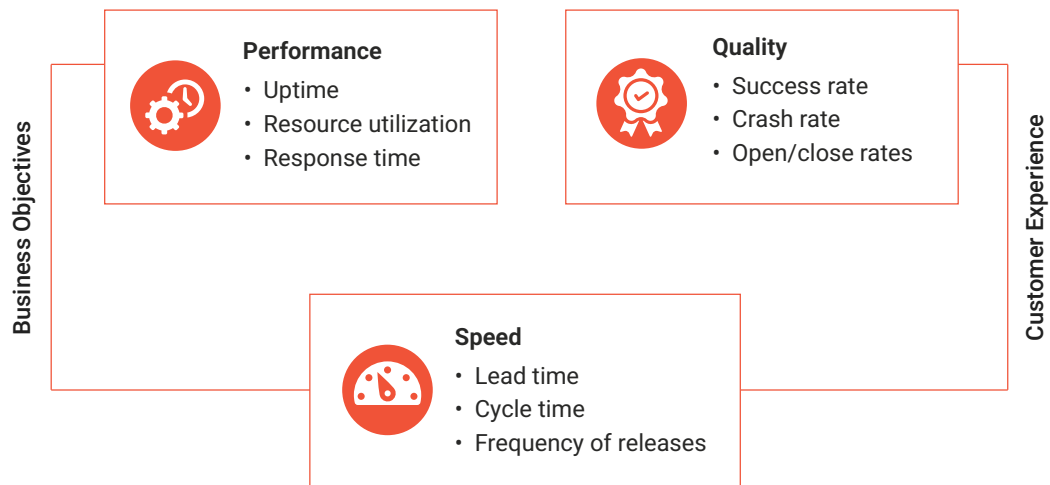 Business Objectives
Performance
• Uptime
• Resource utilization
• Response time
Quality
• Success rate
• Crash rate
• Open/close rates
Customer Experience
Speed
• Lead time
• Cycle time
• Frequency of releases